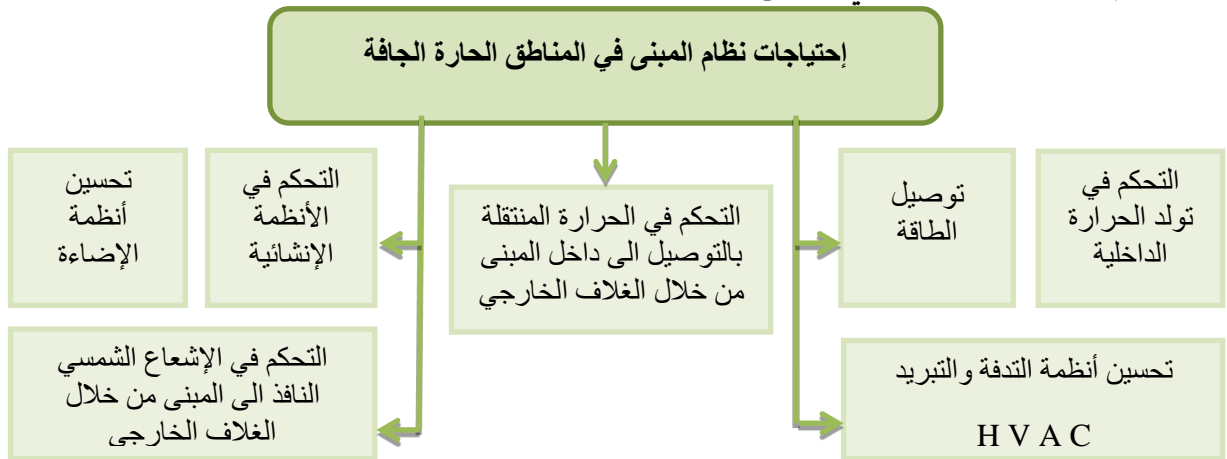 إحتياجات نظام المبنى في المناطق الحارة الجافة
التحكم في
تولد الحرارة
الداخلية
توصيل
الطاقة
التحكم في الحرارة المنتقلة
بالتوصيل الى داخل المبنى
من خلال الغلاف الخارجي
التحكم في
الأنظمة
الإنشائية
تحسين
أنظمة
الإضاءة
تحسين أنظمة التدفة والتبريد
H V A C
التحكم في الإشعاع الشمسي
النافذ الى المبنى من خلال
الغلاف الخارجي